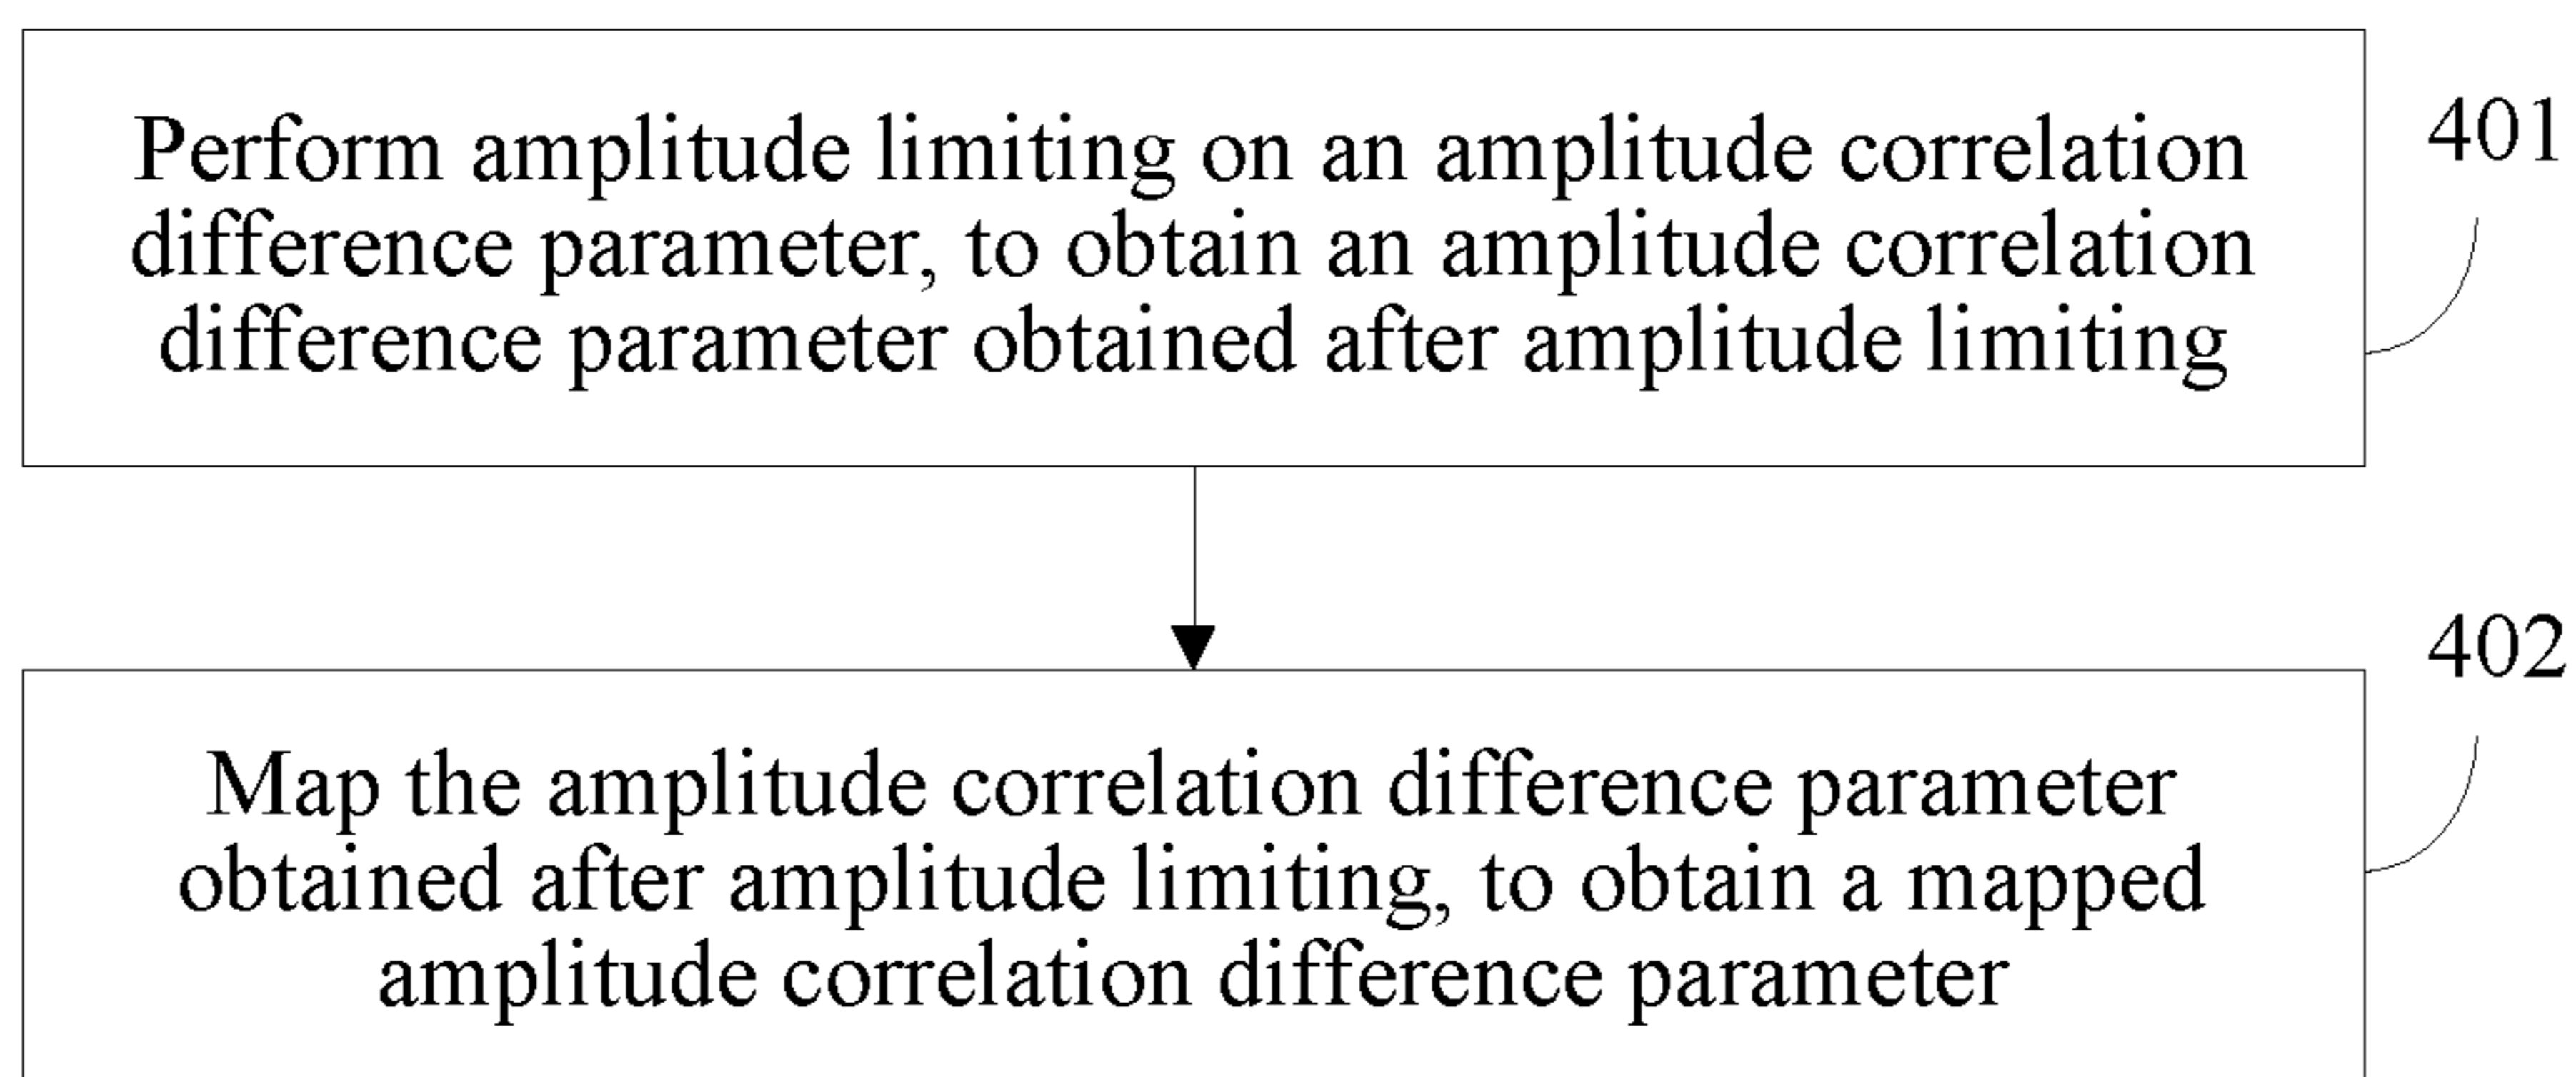 Perform amplitude limiting on an amplitude correlation
difference parameter, to obtain an amplitude correlation
difference parameter obtained after amplitude limiting
401
Map the amplitude correlation difference parameter
obtained after amplitude limiting, to obtain a mapped
amplitude correlation difference parameter
402